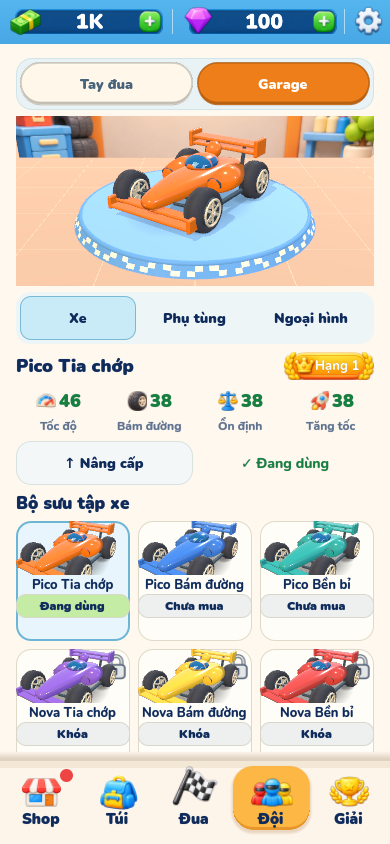 1K
+
100
+
Tay đua
Garage
Xe
Phụ tùng
Ngoại hình
Pico Tia chớp
Hạng 1
46
38
38
38
Tốc độ
Bám đường
Ổn định
Tăng tốc
↑ Nâng cấp
✓ Đang dùng
Bộ sưu tập xe
Pico Tia chớp
Pico Bám đường
Pico Bền bỉ
Đang dùng
Chưa mua
Chưa mua
Nova Tia chớp
Nova Bám đường
Nova Bền bỉ
Khóa
Khóa
Khóa
Shop
Túi
Đua
Đội
Giải